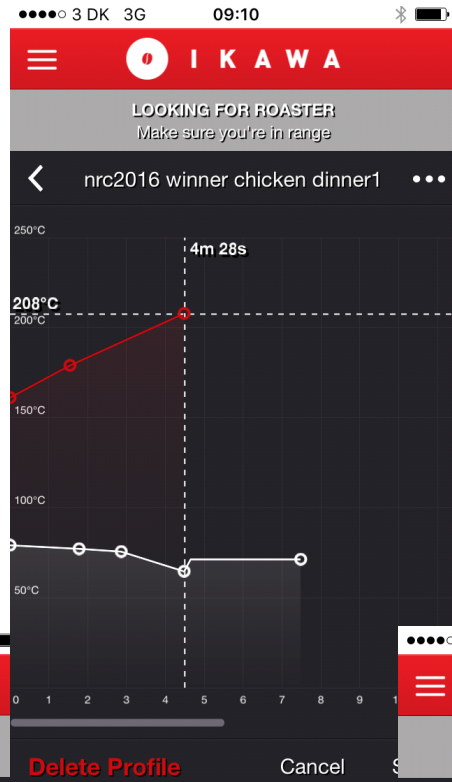 3 DK 3G 09:10
IKAWA
LOOKING FOR ROASTER
Make sure you're in range
nrc2016 winner chicken dinner1
250°C
4m 28s
208°C
200°C
150°C
100°C
50°C
0 1 2 3 4 5 6 7 8 9
Delete Profile Cancel